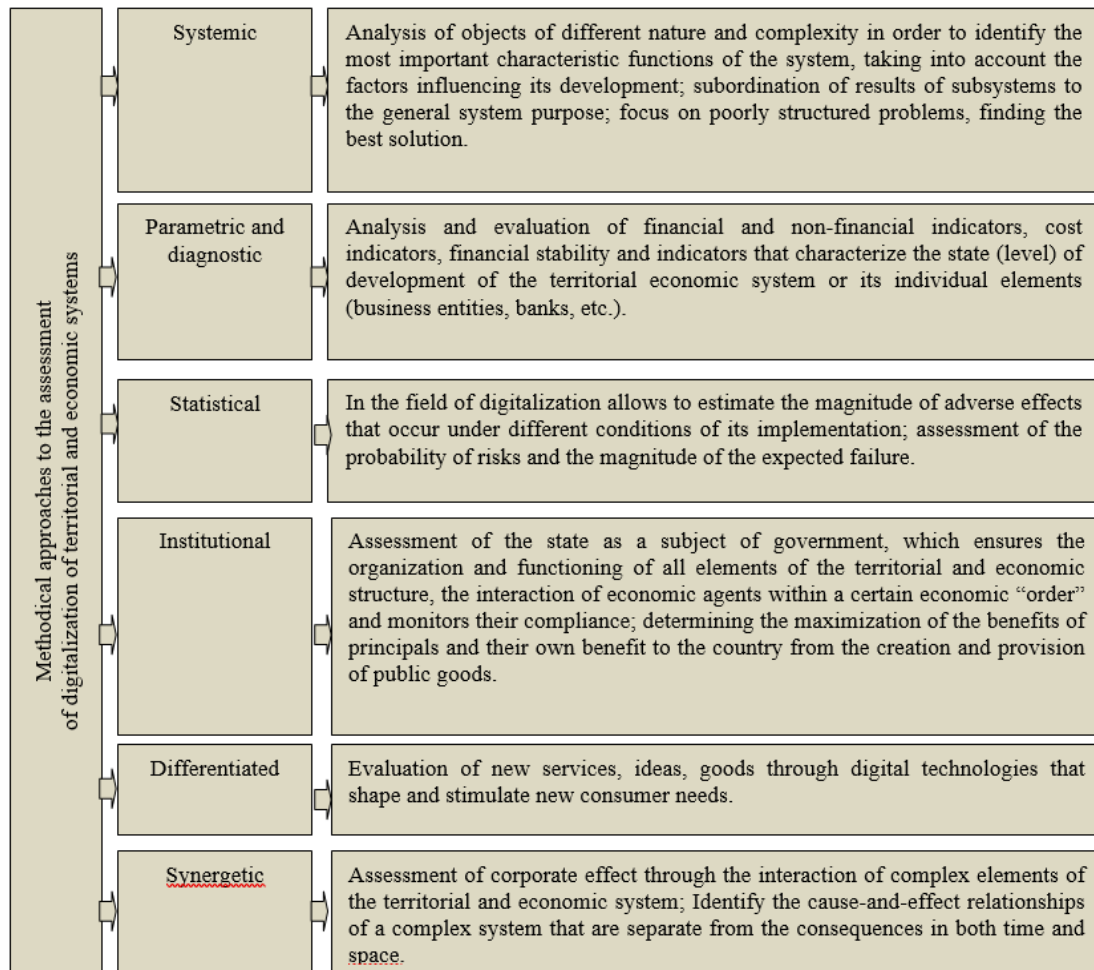 Methodical approaches to the assessment
of digitalization of territorial and economic systems
Systemic
Analysis of objects of different nature and complexity in order to identify the
most important characteristic functions of the system, taking into account the
factors influencing its development; subordination of results of subsystems to
the general system purpose; focus on poorly structured problems, finding the
best solution.
Parametric and
diagnostic
Analysis and evaluation of financial and non-financial indicators, cost
indicators, financial stability and indicators that characterize the state (level) of
development of the territorial economic system or its individual elements
(business entities, banks, etc.).
Statistical
In the field of digitalization allows to estimate the magnitude of adverse effects
that occur under different conditions of its implementation; assessment of the
probability of risks and the magnitude of the expected failure.
Institutional
Assessment of the state as a subject of government, which ensures the
organization and functioning of all elements of the territorial and economic
structure, the interaction of economic agents within a certain economic “order”
and monitors their compliance; determining the maximization of the benefits of
principals and their own benefit to the country from the creation and provision
of public goods.
Differentiated
Evaluation of new services, ideas, goods through digital technologies that
shape and stimulate new consumer needs.
Synergetic
Assessment of corporate effect through the interaction of complex elements of
the territorial and economic system; Identify the cause-and-effect relationships
of a complex system that are separate from the consequences in both time and
space.